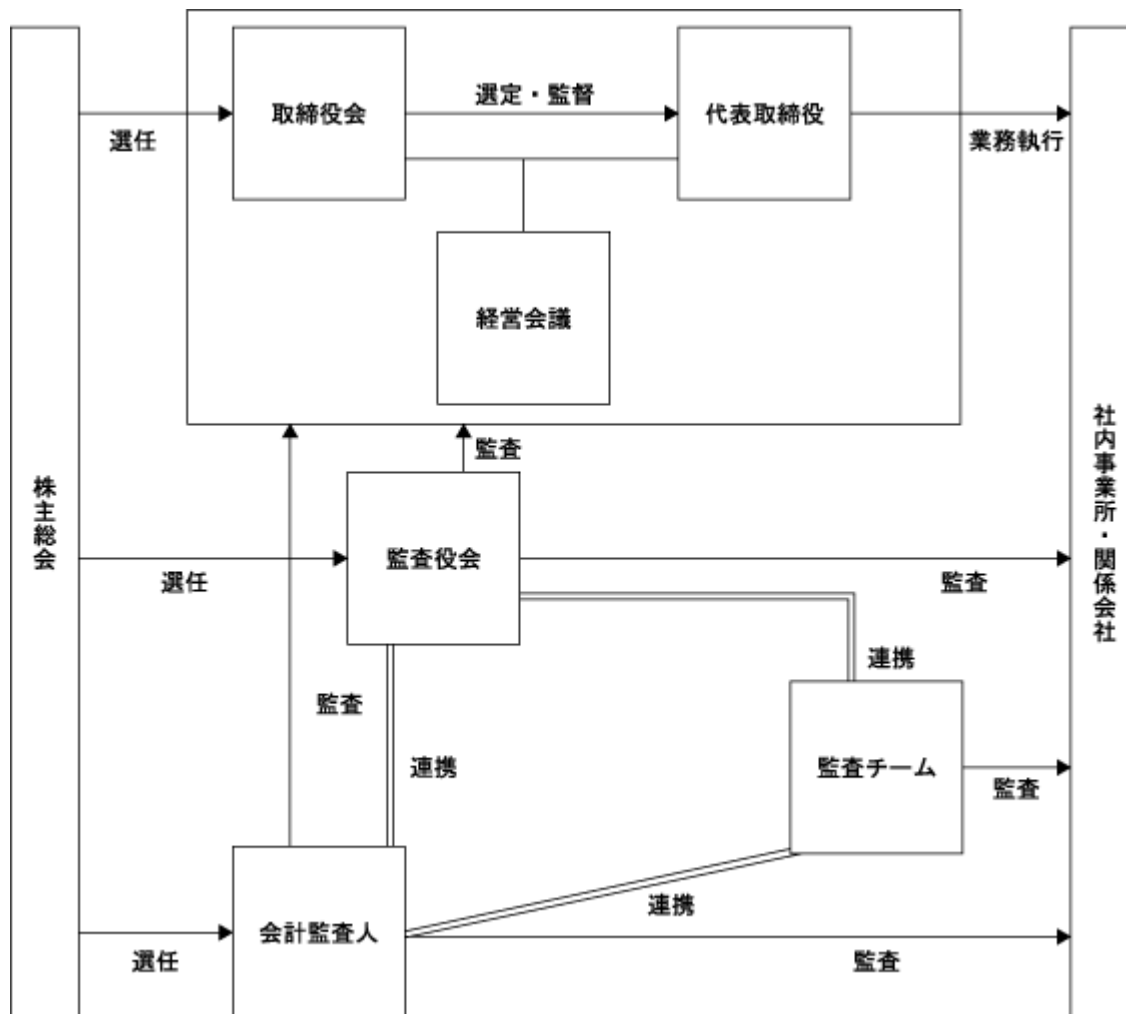 取締役会
選定・監督
代表取締役
選任
業務執行
経営会議
株主総会
社内事業所・関係会社
監査
監査役会
選任
監査
連携
監査
連携
監査チーム
監査
連携
会計監査人
選任
監査